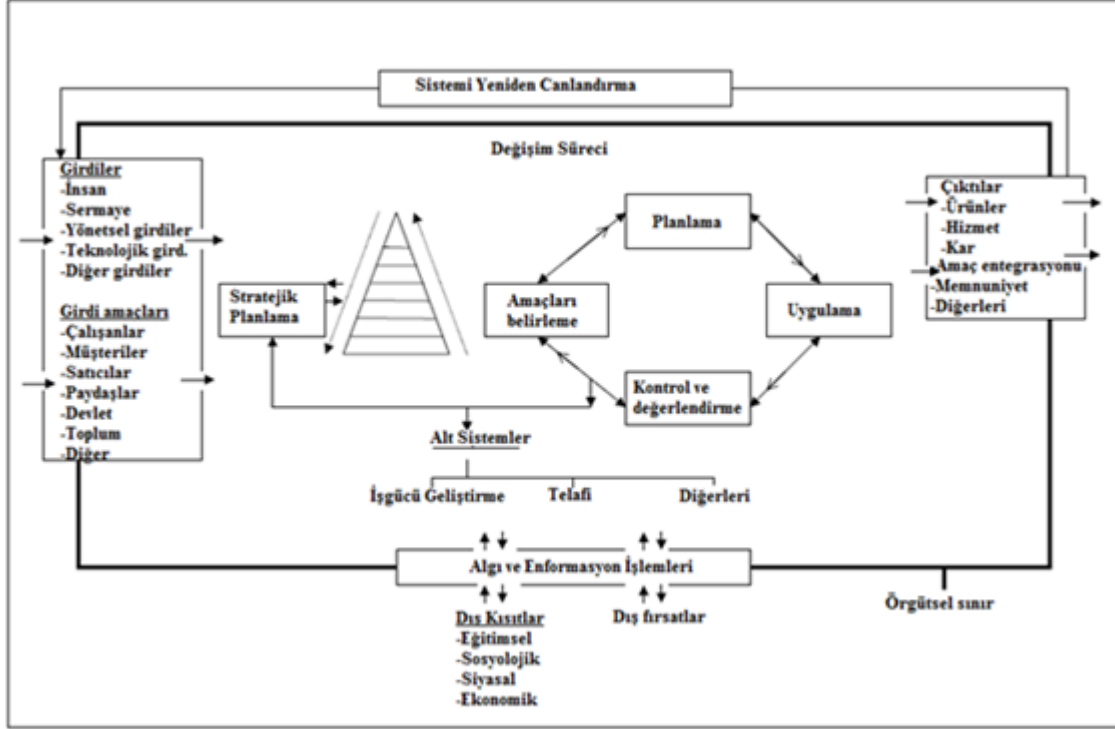 Sistemi Yeniden Canlandırma
Değişim Süreci
Girdiler
-İnsan
-Sermaye
-Yönetsel girdiler
-Teknolojik gird.
-Diğer girdiler
Girdi amaçları
-Çalışanlar
-Müşteriler
-Satıcılar
-Paydaşlar
-Devlet
-Toplum
-Diğer
Stratejik
Planlama
Planlama
Amaçları
belirleme
Uygulama
Kontrol ve
değerlendirme
Çıktılar
-Ürünler
-Hizmet
-Kar
Amaç entegrasyonu
-Memnuniyet
-Diğerleri
Alt Sistemler
İşgücü Geliştirme
Telafi
Diğerleri
Algı ve Enformasyon İşlemleri
Örgütsel sınır
Dış Kısıtlar
-Eğitimsel
-Sosyolojik
-Siyasal
-Ekonomik
Dış fırsatlar